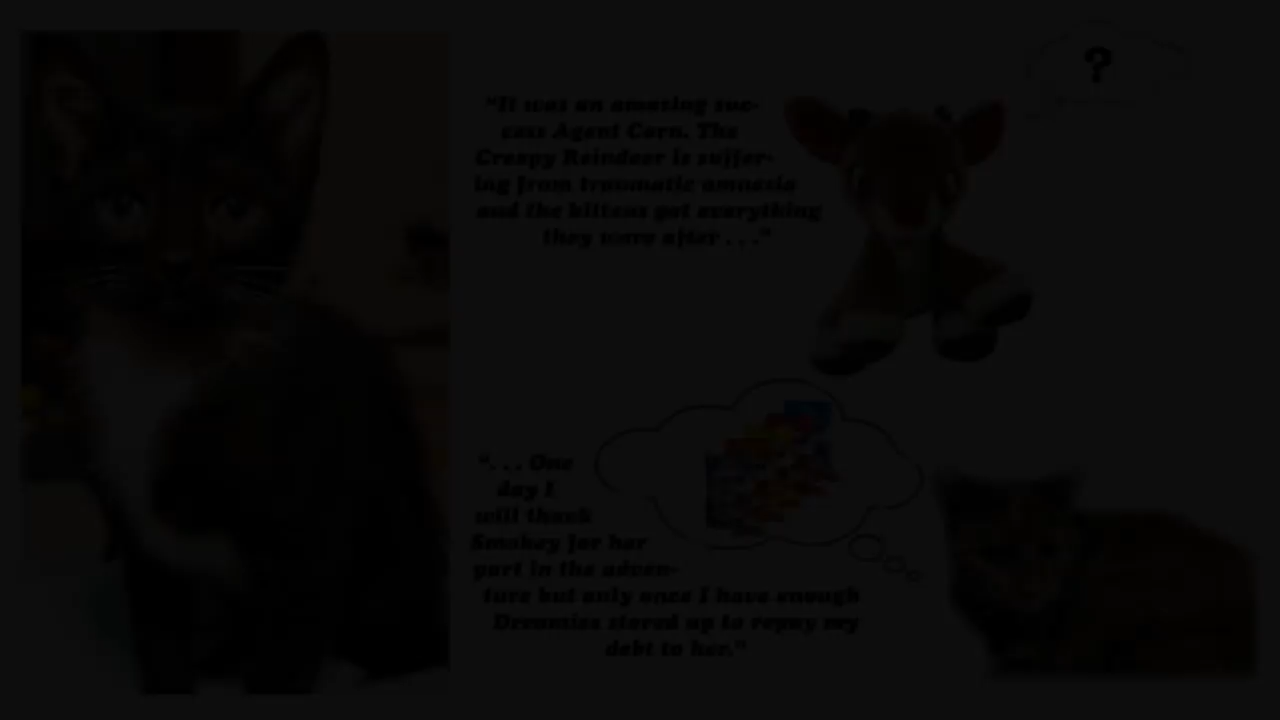 "It was an amazing suc-
cess Agent Corn. The
Creepy Reindeer is suffer-
ing from traumatic amnesia
and the kittens got everything
they were after . . ."
?
". . . One
day I
will thank
Smokey for her
part in the adven-
ture but only once I have enough
Dreamies stored up to repay my
debt to her."